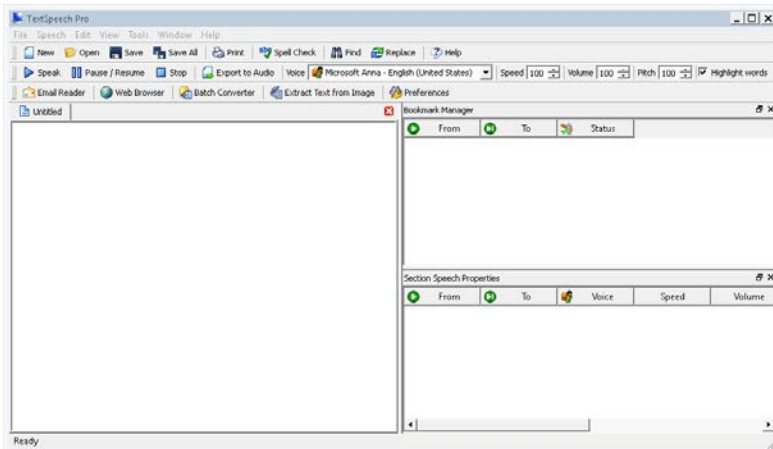 TextSpeech Pro
File Speech Edit View Tools Window Help
New Open Save Save All Print Spell Check Find Replace Help
Speak Pause / Resume Stop Export to Audio Voice Microsoft Anna - English (United States) Speed 100 Volume 100 Pitch 100 Highlight words
Email Reader Web Browser Batch Converter Extract Text from Image Preferences
Untitled
Bookmark Manager
From To Status
Section Speech Properties
From To Voice Speed Volume
Ready